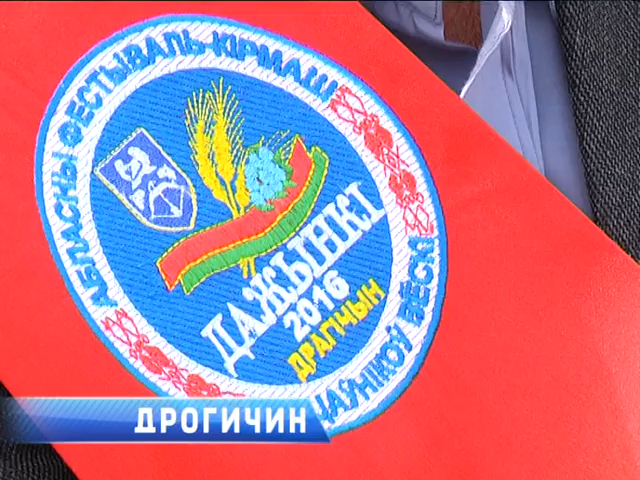 АБЛАСНЫ ФЕСТЫВАЛЬ-КІРМАШ
ДАЖЫНКІ
2016
ДРАГІЧЫН
ВЁСКІ
ДРОГИЧИН